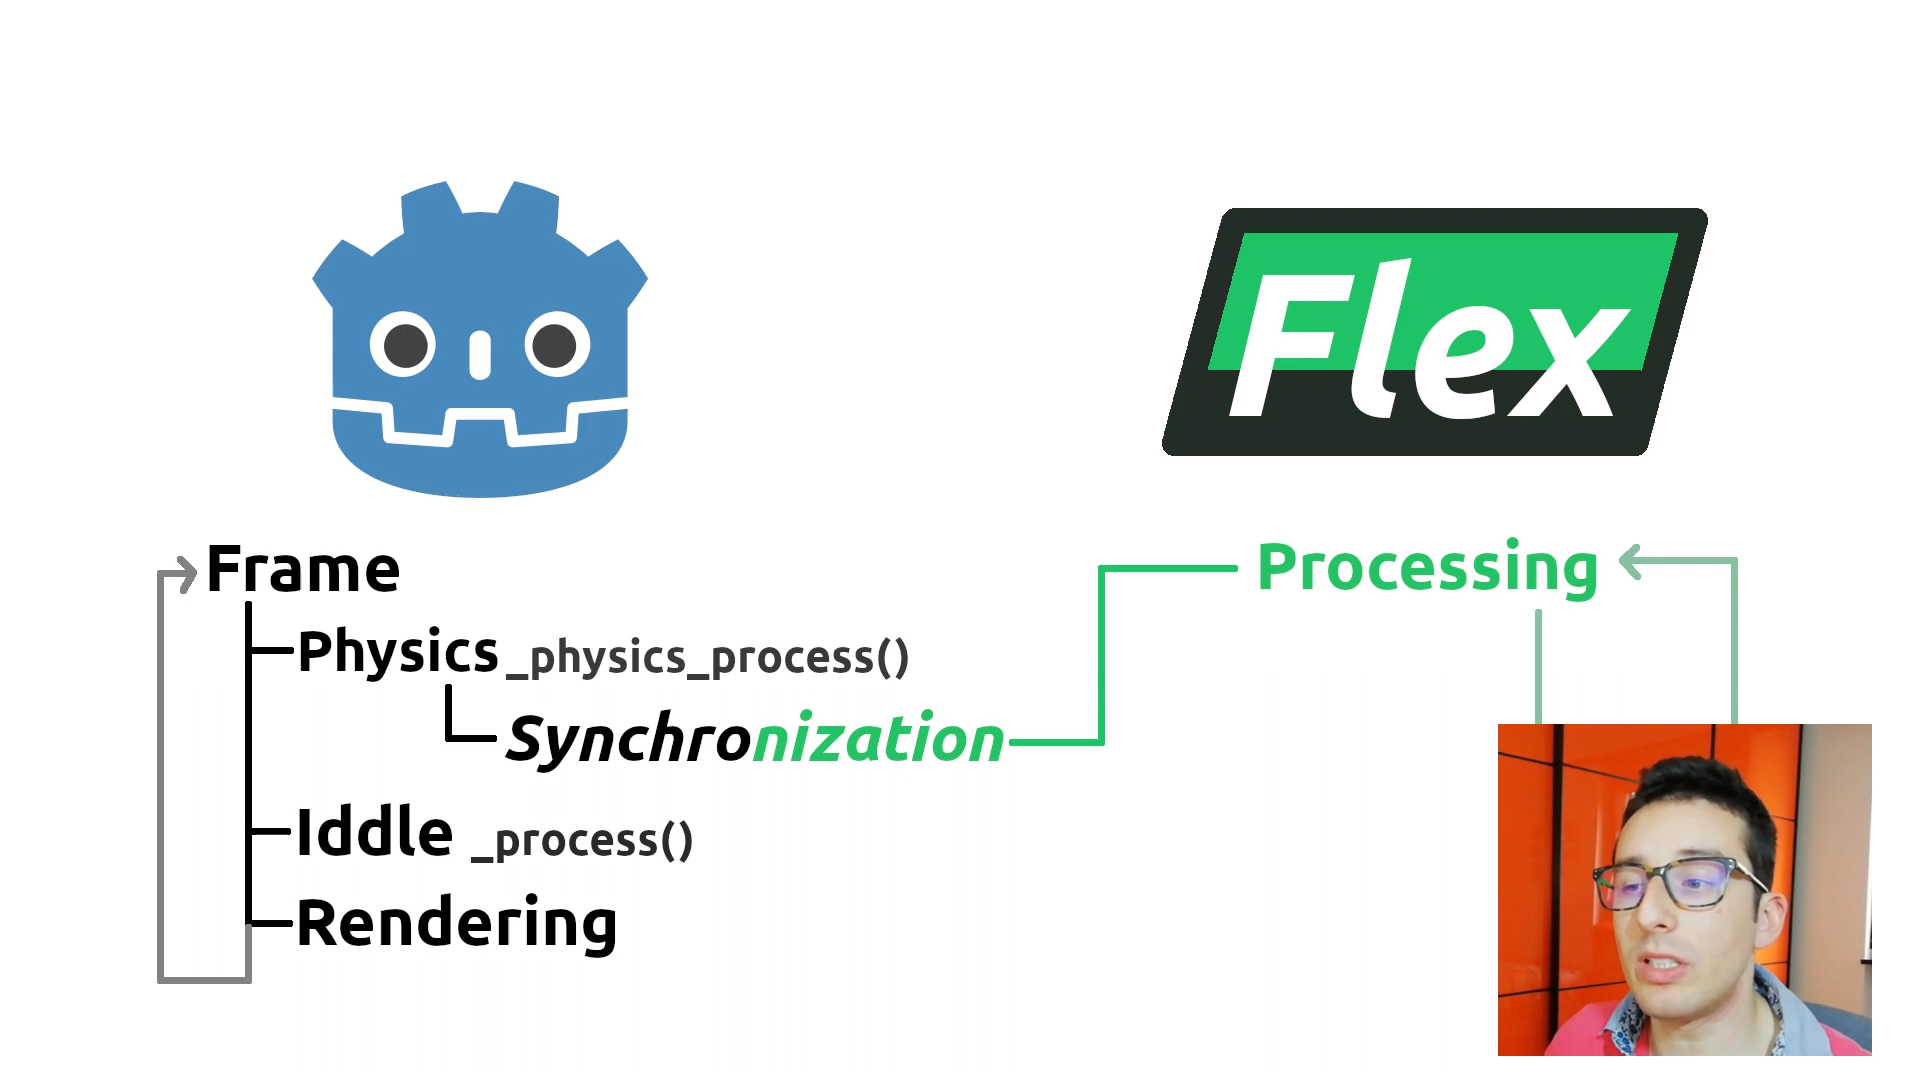 Flex
Frame
Physics _physics_process()
Synchronization
Iddle _process()
Rendering
Processing